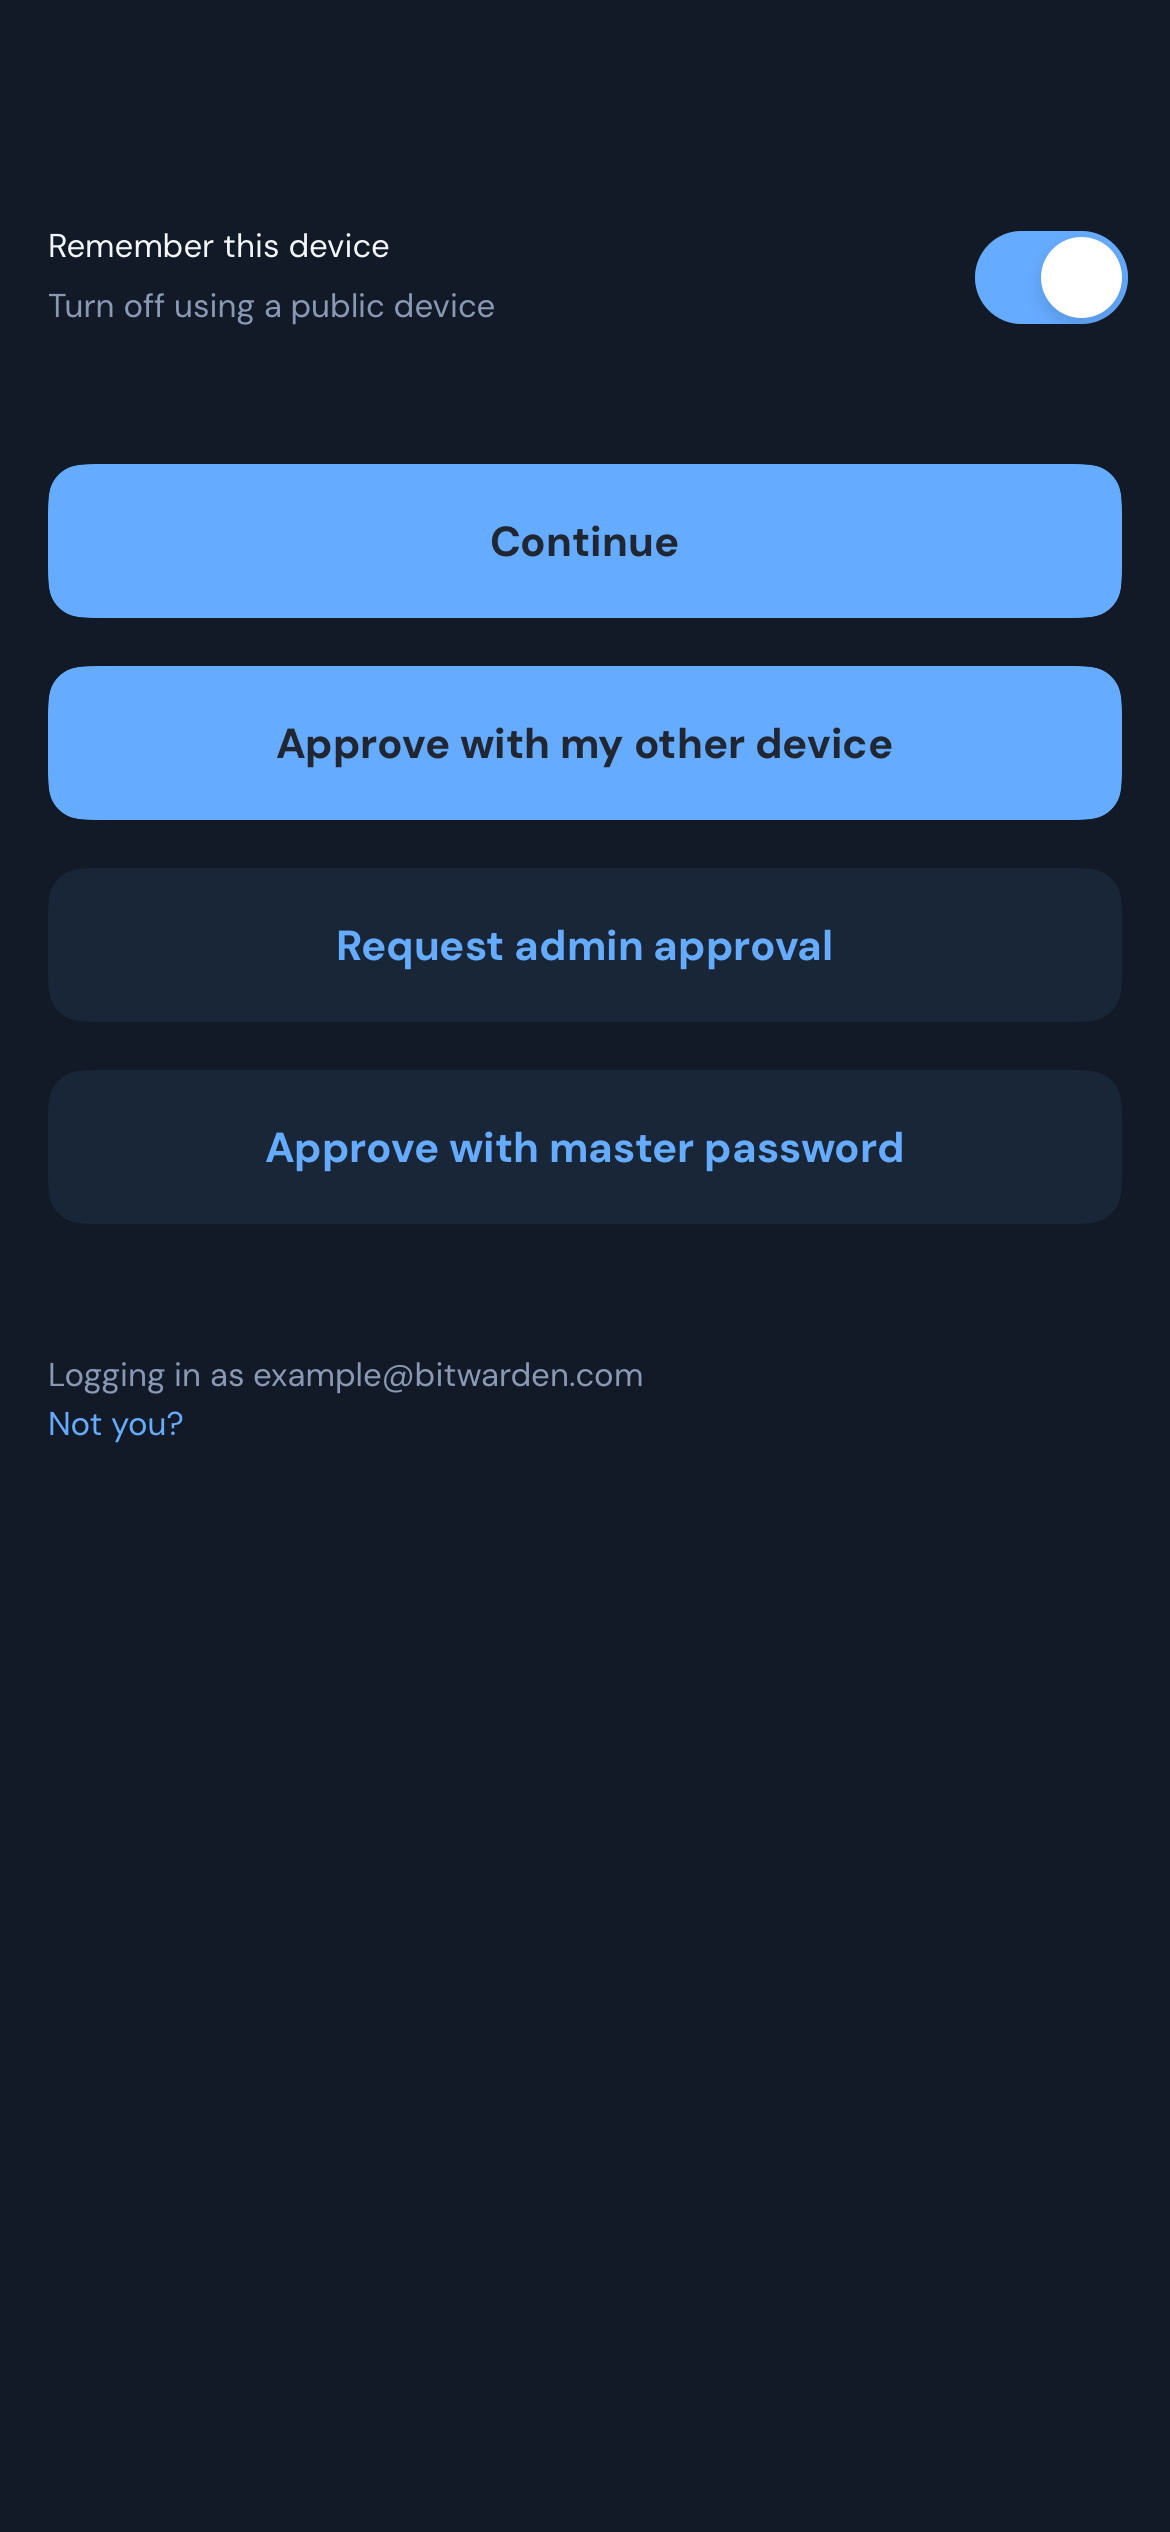 Remember this device
Turn off using a public device
Continue
Approve with my other device
Request admin approval
Approve with master password
Logging in as example@bitwarden.com
Not you?